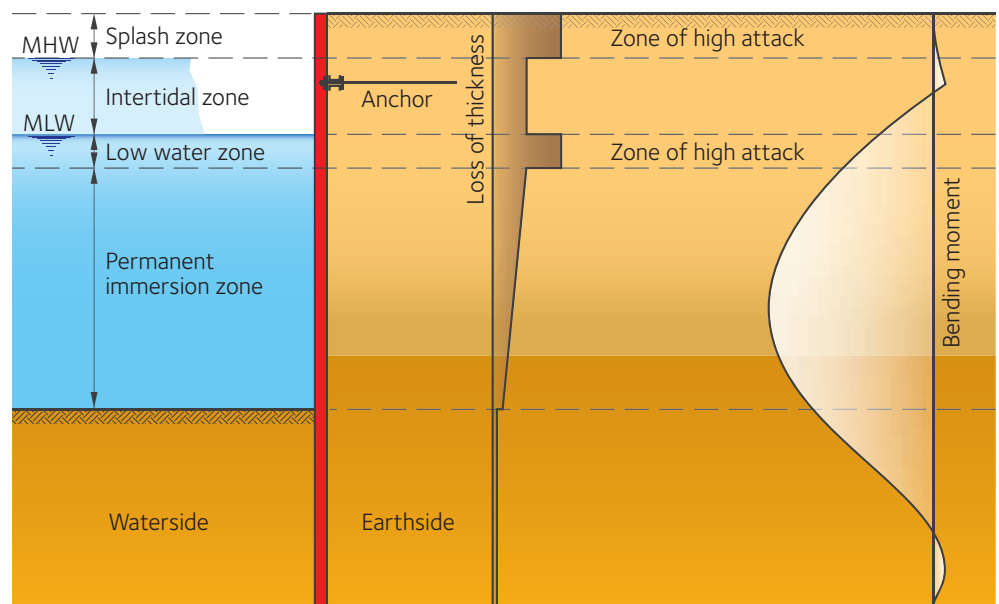 Splash zone
MHW
Intertidal zone
MLW
Low water zone
Permanent
immersion zone
Waterside
Anchor
Earthside
Loss of thickness
Zone of high attack
Zone of high attack
Bending moment